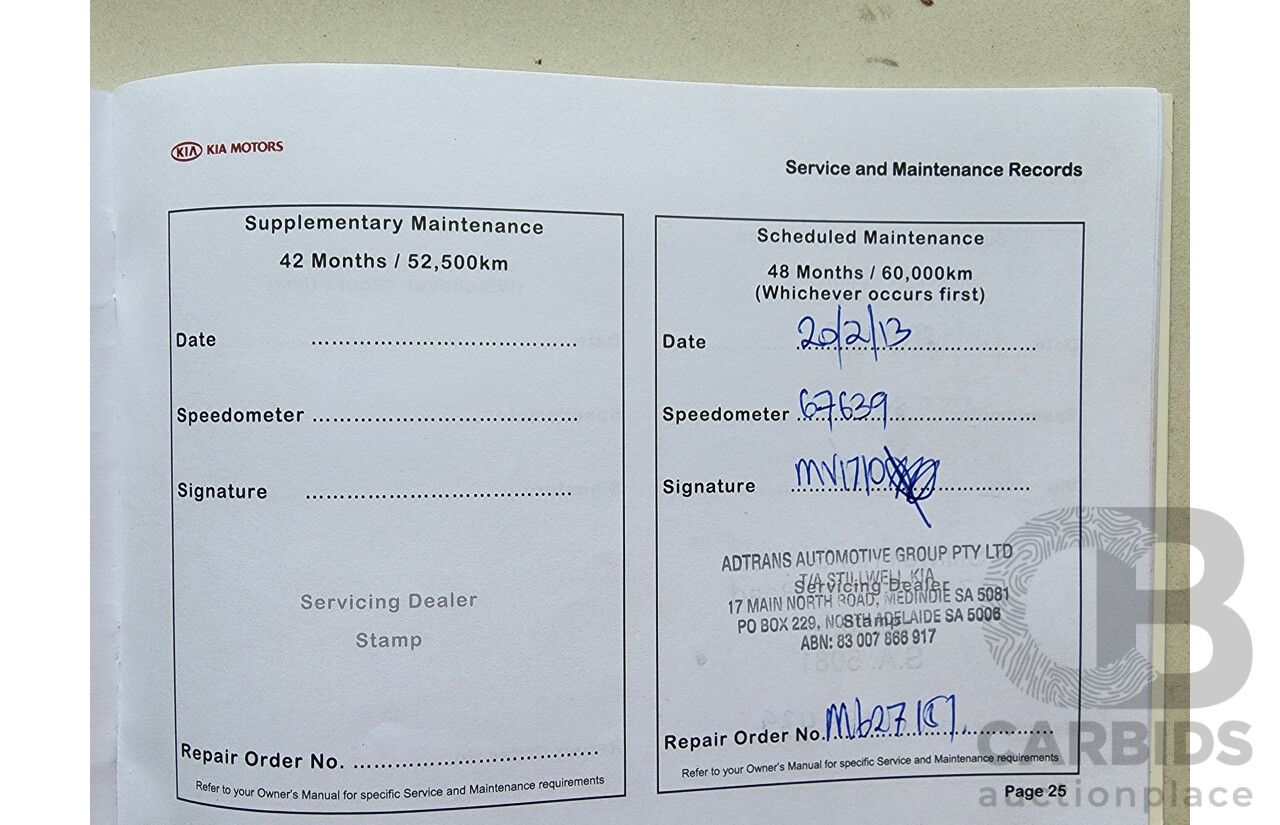 KIA KIA MOTORS
Service and Maintenance Records
Supplementary Maintenance
42 Months / 52,500km
Date
Speedometer
Signature
Servicing Dealer
Stamp
Repair Order No.
Refer to your Owner's Manual for specific Service and Maintenance requirements
Scheduled Maintenance
48 Months / 60,000km
(Whichever occurs first)
Date 20/2/13
Speedometer 67639
Signature
ADTRANS AUTOMOTIVE GROUP PTY LTD
T/A STILLWELL KIA
Servicing Dealer
17 MAIN NORTH ROAD, MEDINDIE SA 5081
Stamp
PO BOX 229, NORTH ADELAIDE SA 5006
ABN: 83 007 866 917
Repair Order No.
Refer to your Owner's Manual for specific Service and Maintenance requirements
Page 25
CB
CARBIDS
auctionplace